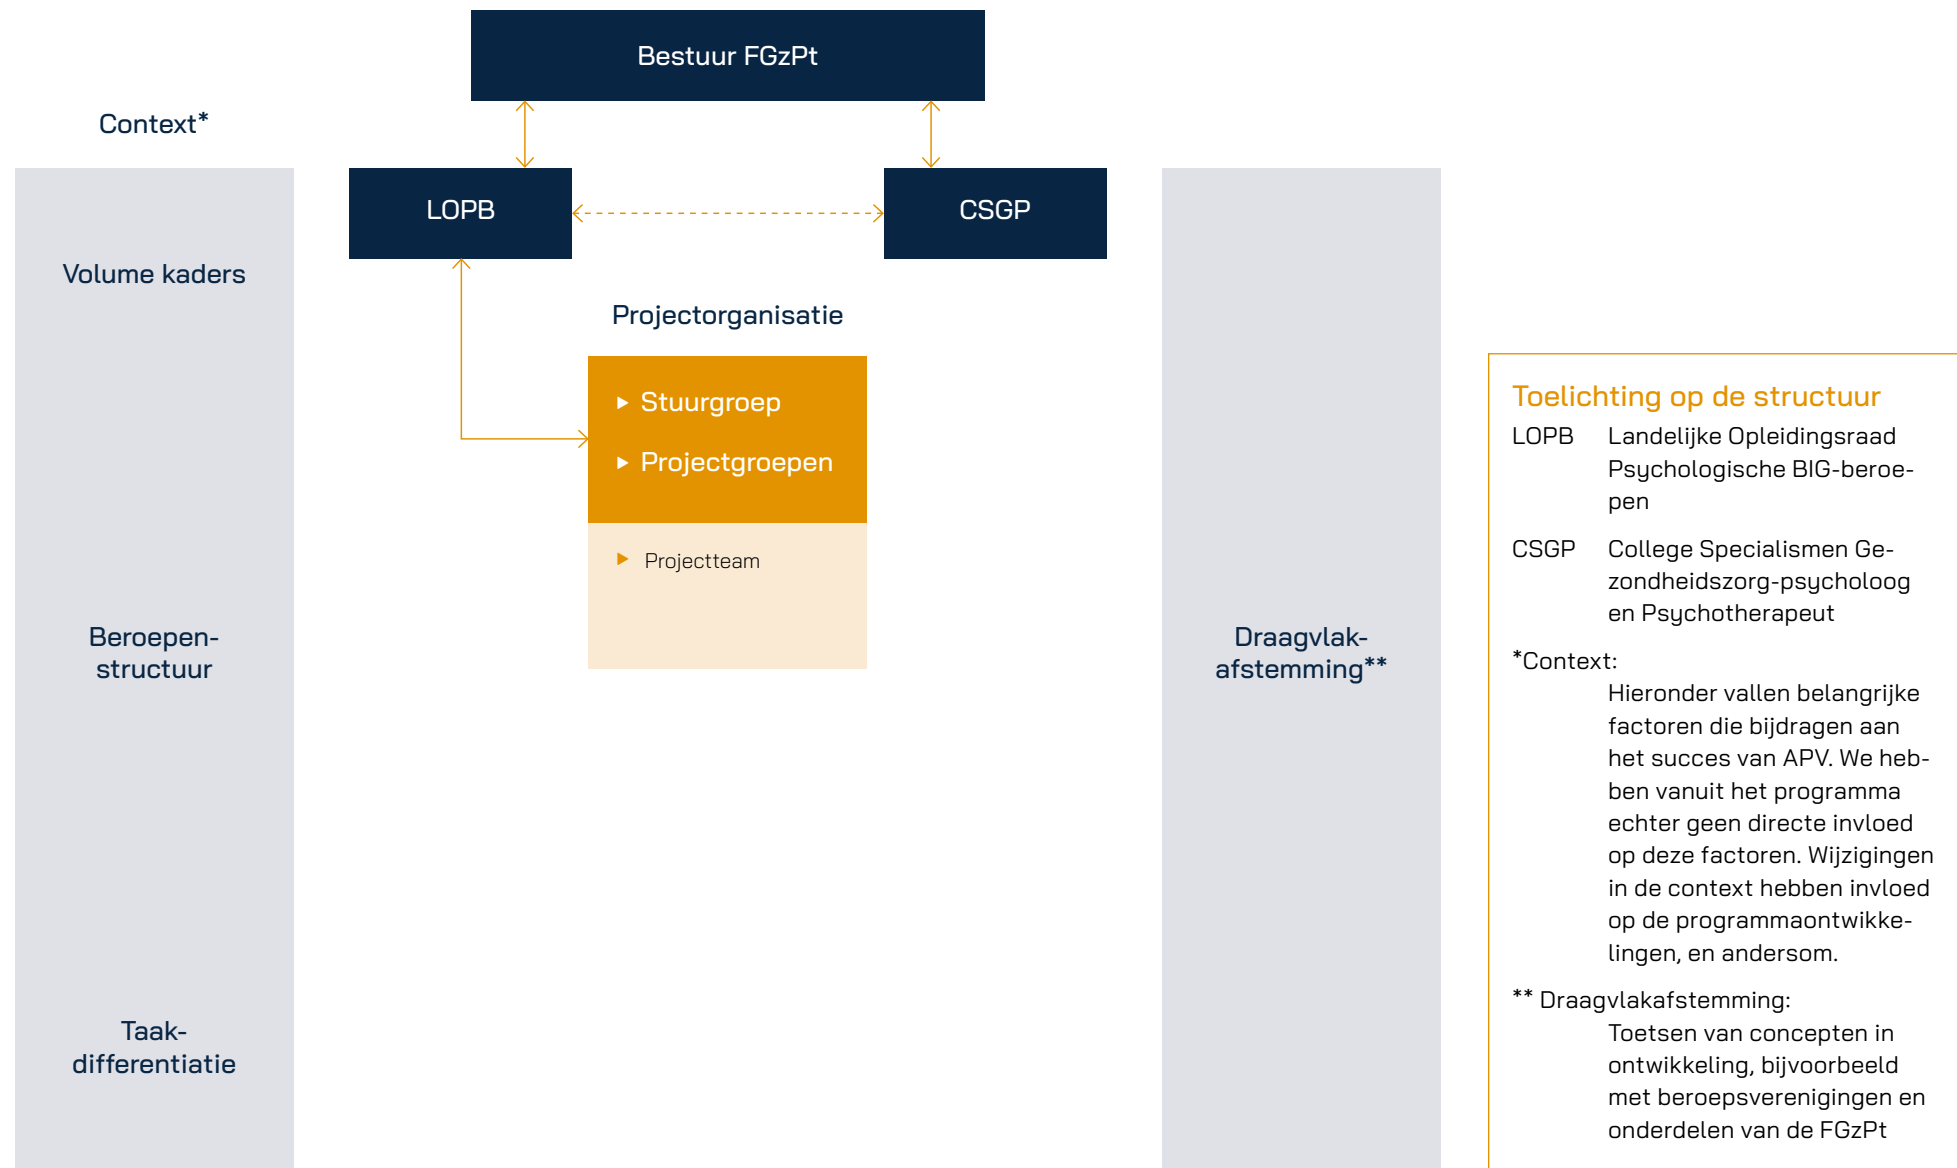 Bestuur FGzPt
Context*
LOPB
CSGP
Volume kaders
Projectorganisatie
▸ Stuurgroep
▸ Projectgroepen
▸ Projectteam
Beroepen-
structuur
Taak-
differentiatie
Draagvlak-
afstemming**
Toelichting op de structuur
LOPB Landelijke Opleidingsraad
Psychologische BIG-beroe-
pen
CSGP College Specialismen Ge-
zondheidszorg-psycholoog
en Psychotherapeut
*Context:
Hieronder vallen belangrijke
factoren die bijdragen aan
het succes van APV. We heb-
ben vanuit het programma
echter geen directe invloed
op deze factoren. Wijzigingen
in de context hebben invloed
op de programmaontwikke-
lingen, en andersom.
** Draagvlakafstemming:
Toetsen van concepten in
ontwikkeling, bijvoorbeeld
met beroepsverenigingen en
onderdelen van de FGzPt